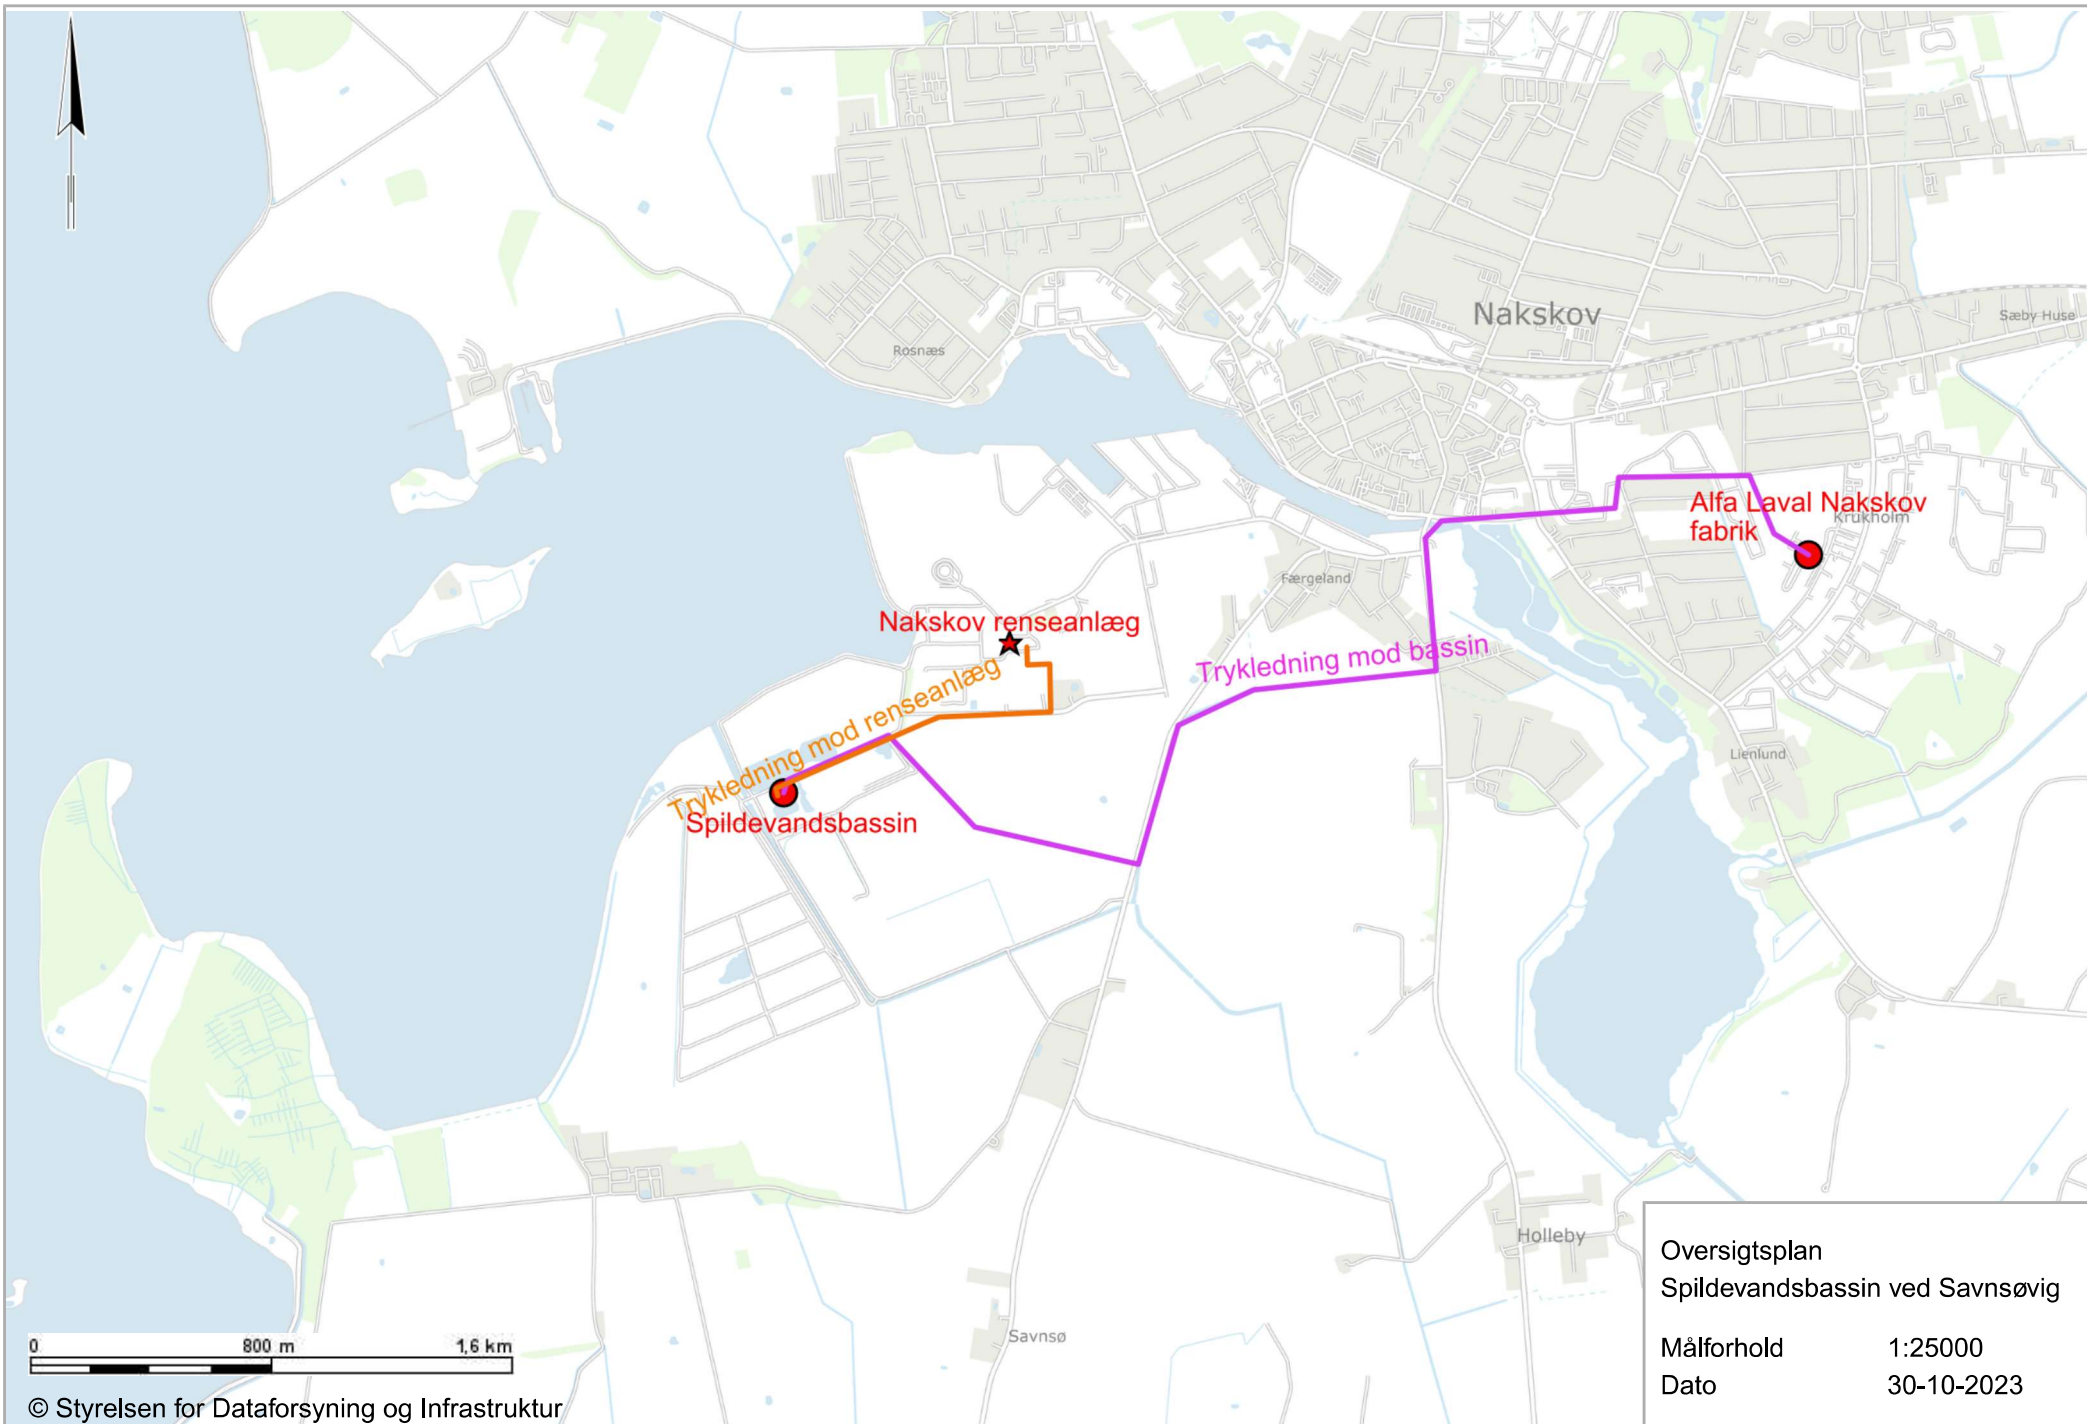 Nakskov
Sæby Huse
Rosnæs
Alfa Laval Nakskov
fabrik
Krukholm
Færgeland
Nakskov renseanlæg
Trykledning mod bassin
Trykledning mod renseanlæg
Lienlund
Spildevandsbassin
Holleby
Savnsø
Oversigtsplan
Spildevandsbassin ved Savnsøvig
Målforhold 1:25000
Dato 30-10-2023
0 800 m 1,6 km
© Styrelsen for Dataforsyning og Infrastruktur